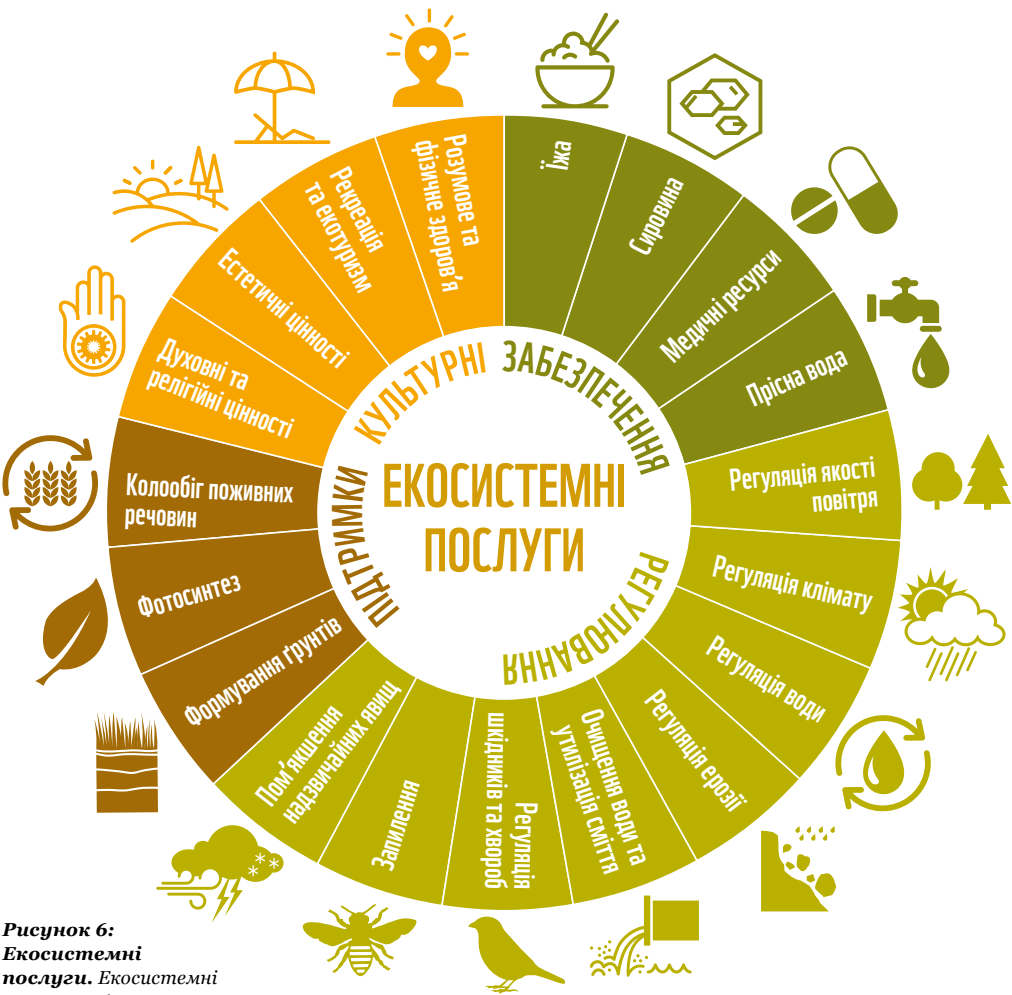 ЕКОСИСТЕМНІ
ПОСЛУГИ
ЗАБЕЗПЕЧЕННЯ
Їжа
Сировина
Медичні ресурси
Прісна вода
РЕГУЛЮВАННЯ
Регуляція якості
повітря
Регуляція клімату
Регуляція води
Регуляція ерозії
Очищення води та
утилізація сміття
Регуляція
шкідників та хвороб
Запилення
Пом’якшення
надзвичайних явищ
ПІДТРИМКИ
Формування ґрунтів
Фотосинтез
Колообіг поживних
речовин
КУЛЬТУРНІ
Духовні та
релігійні цінності
Естетичні цінності
Рекреація
та екотуризм
Розумове та
фізичне здоров’я
Рисунок 6:
Екосистемні
послуги. Екосистемні